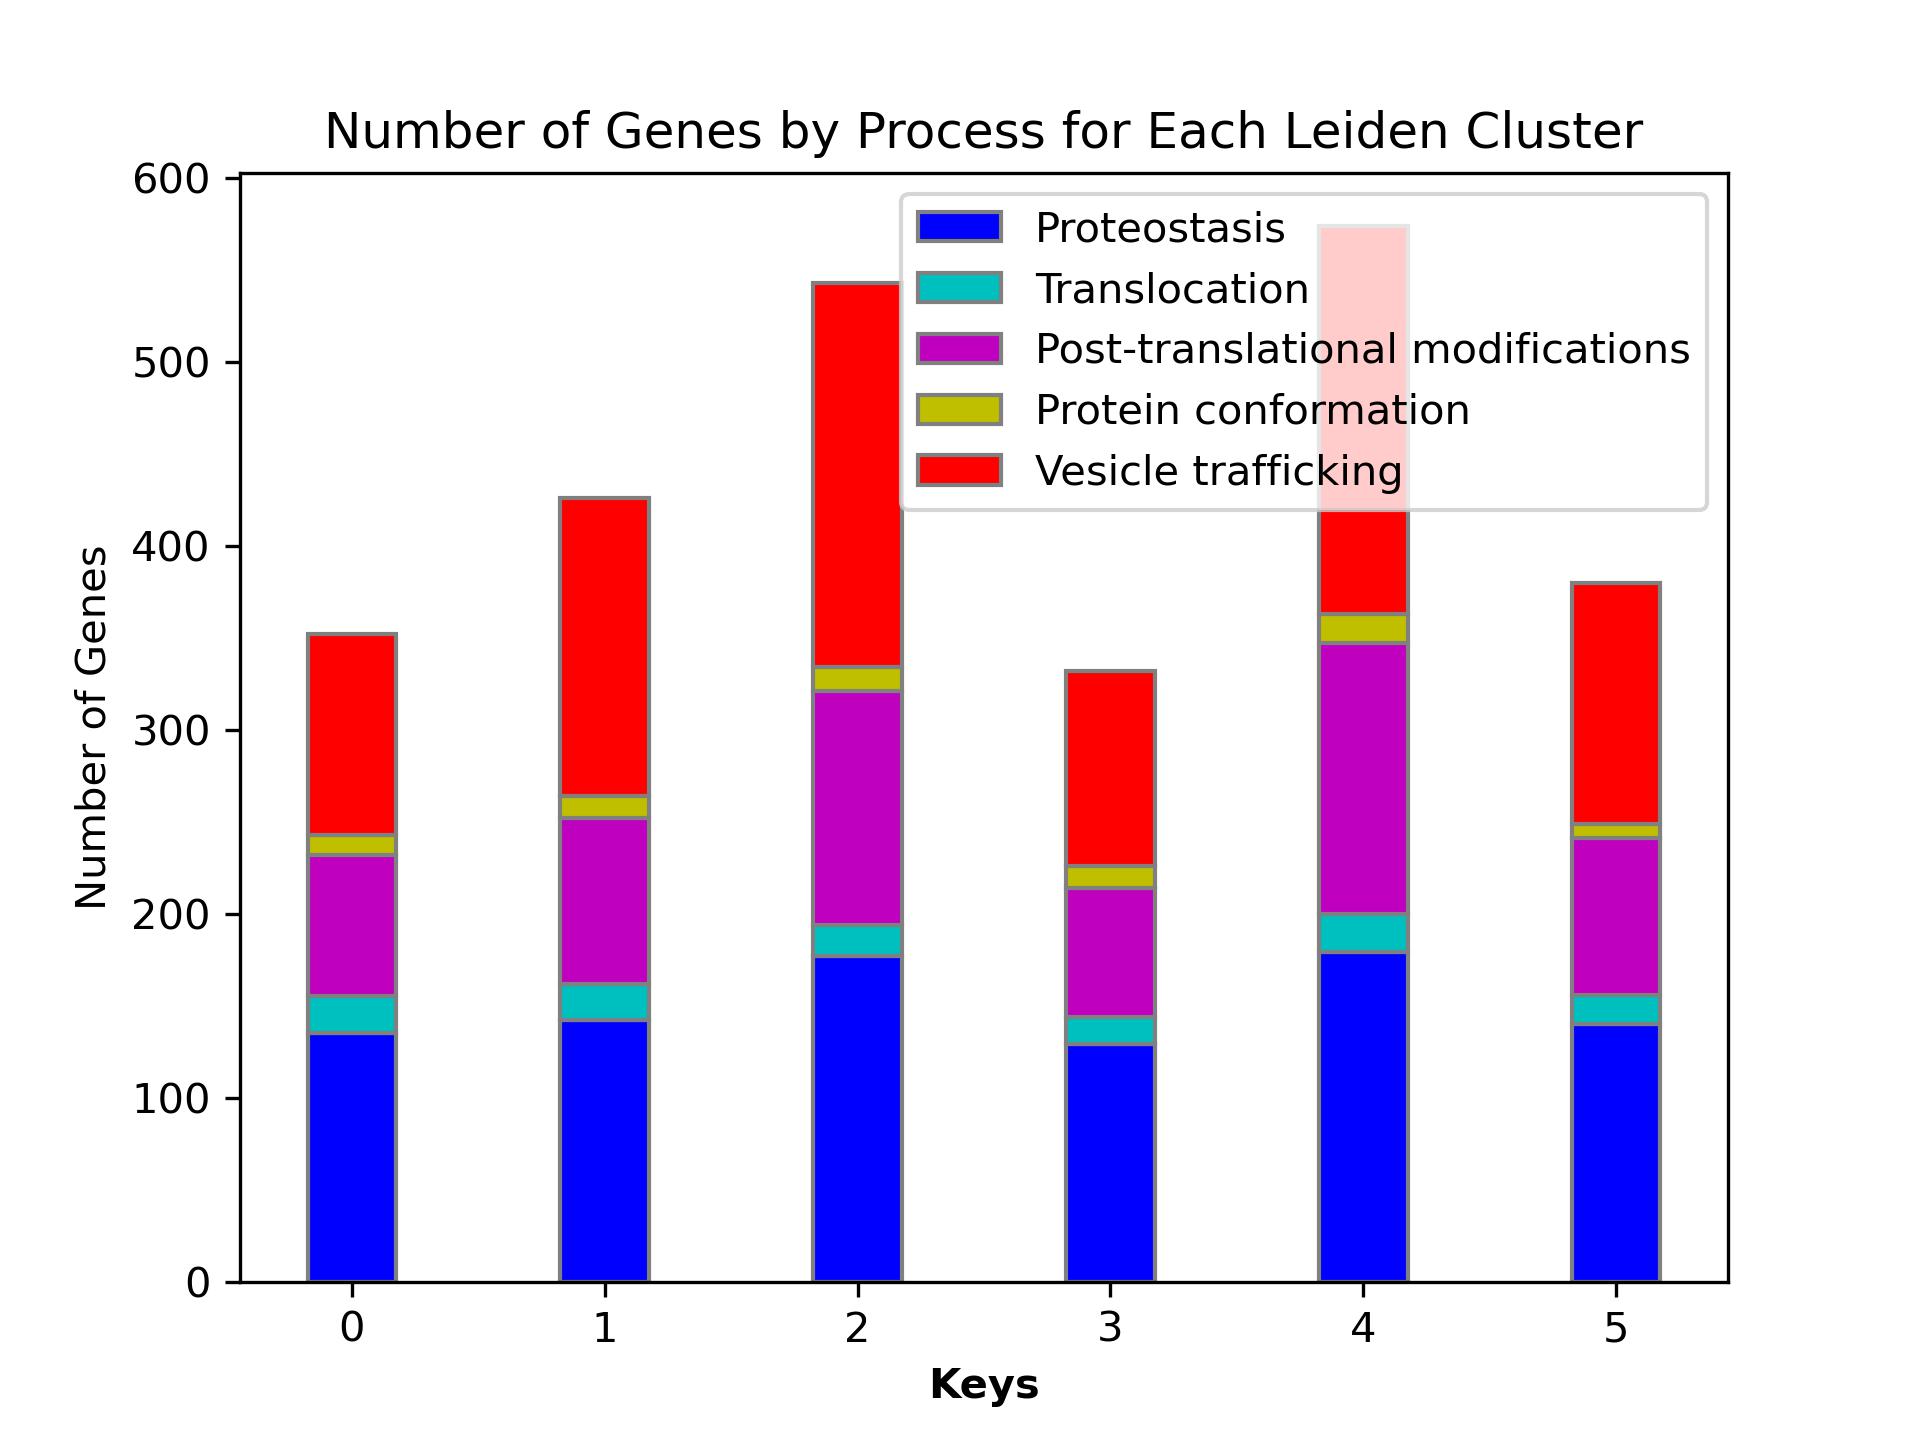 Number of Genes by Process for Each Leiden Cluster
Number of Genes
600
500
400
300
200
100
0
Proteostasis
Translocation
Post-translational modifications
Protein conformation
Vesicle trafficking
0 1 2 3 4 5
Keys